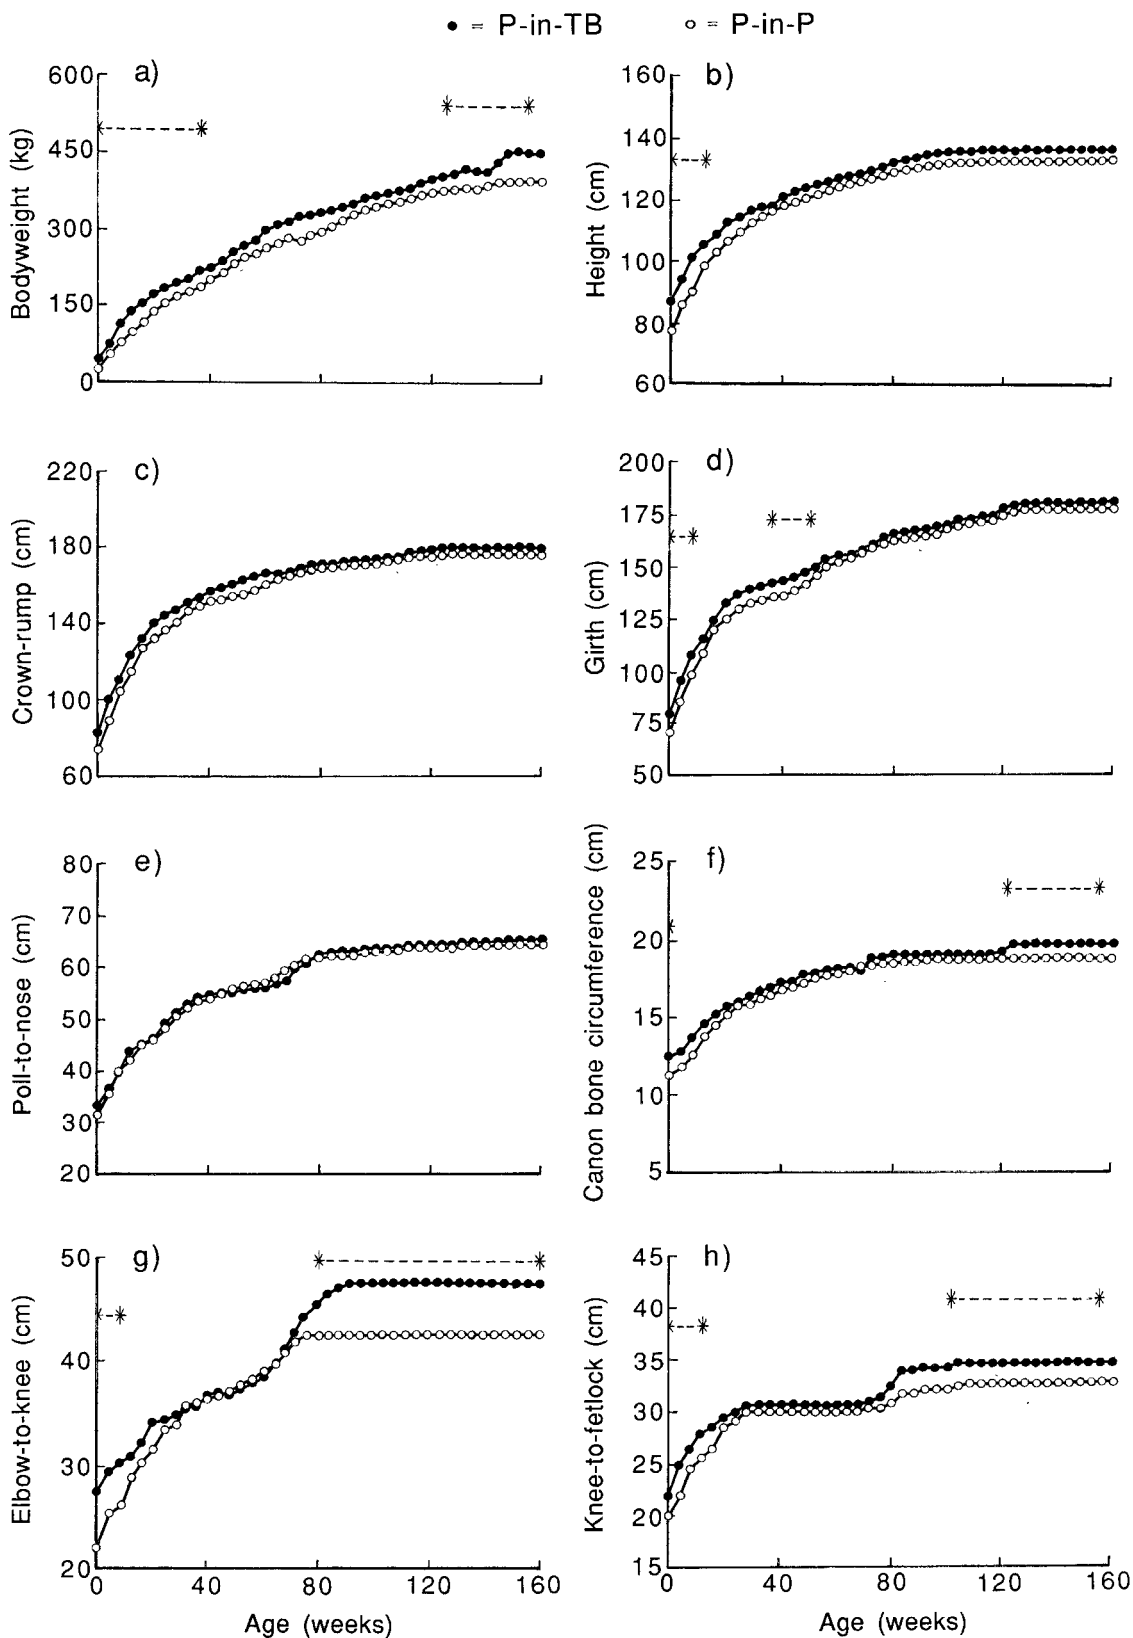 ● = P-in-TB ○ = P-in-P
a)
Bodyweight (kg)
600
450
300
150
0
b)
Height (cm)
160
140
120
100
80
60
c)
Crown-rump (cm)
220
180
140
100
60
d)
Girth (cm)
200
175
150
125
100
75
50
e)
Poll-to-nose (cm)
80
70
60
50
40
30
20
f)
Canon bone circumference (cm)
25
20
15
10
5
g)
Elbow-to-knee (cm)
50
40
30
20
0 40 80 120 160
Age (weeks)
h)
Knee-to-fetlock (cm)
45
40
35
30
25
20
15
0 40 80 120 160
Age (weeks)